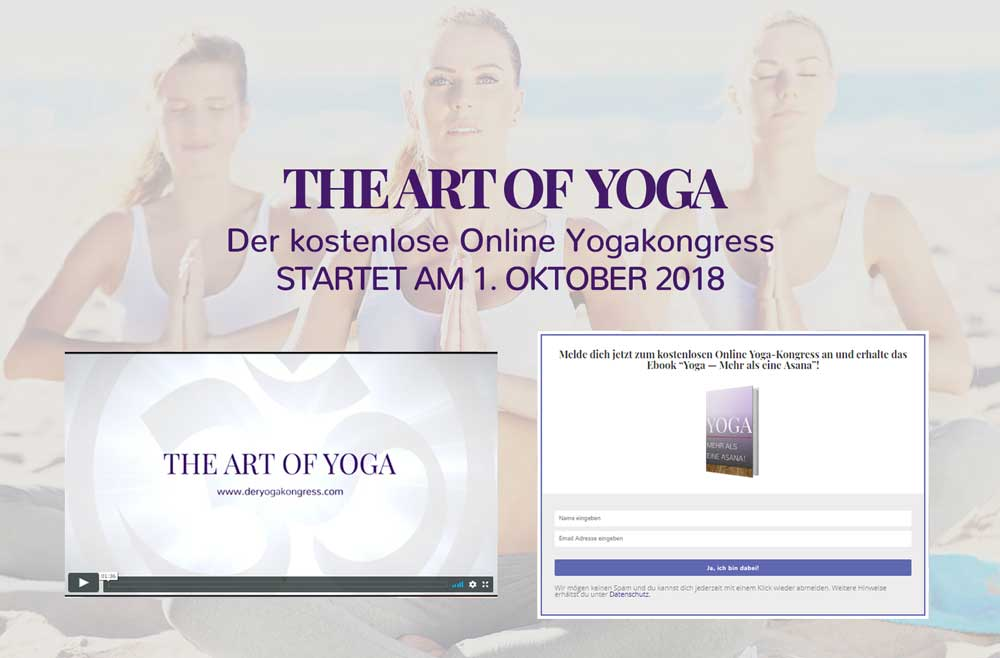 THE ART OF YOGA
Der kostenlose Online Yogakongress
STARTET AM 1. OKTOBER 2018
THE ART OF YOGA
www.deryogakongress.com
01:36
Melde dich jetzt zum kostenlosen Online Yoga-Kongress an und erhalte das
Ebook “Yoga — Mehr als eine Asana”!
YOGA
MEHR ALS
EINE ASANA!
Name eingeben
Email Adresse eingeben
Ja, ich bin dabei!
Wir mögen keinen Spam und du kannst dich jederzeit mit einem Klick wieder abmelden. Weitere Hinweise
erhältst du unter Datenschutz.